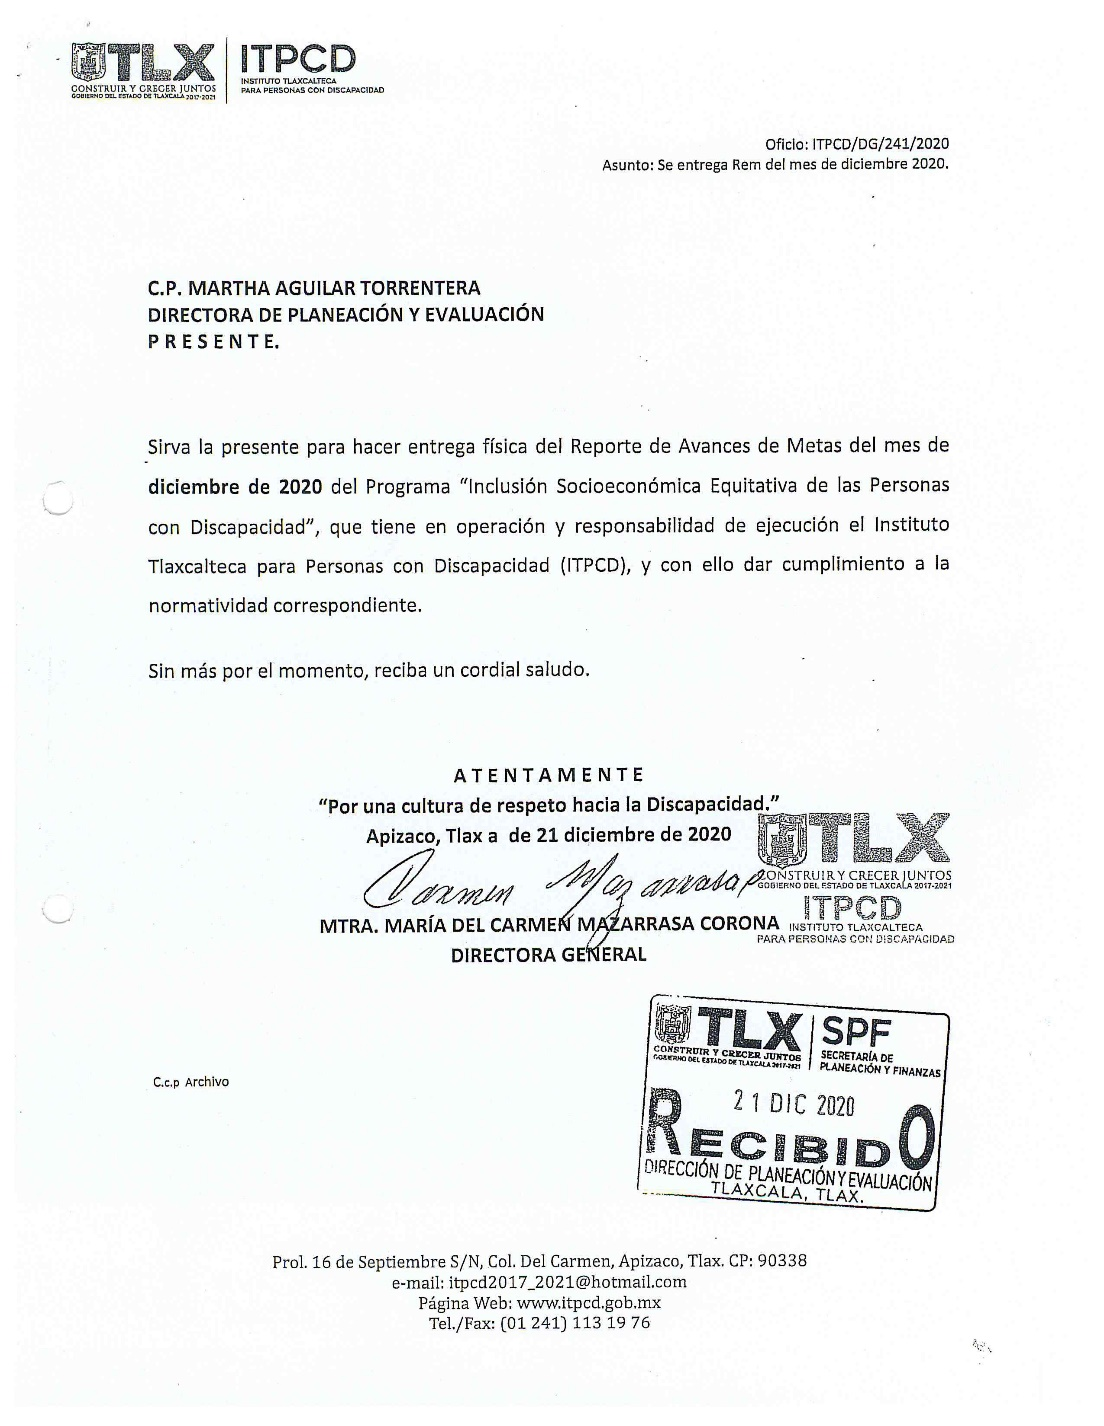 TLX
CONSTRUIR Y CRECER JUNTOS
GOBIERNO DEL ESTADO DE TLAXCALA 2017-2021
ITPCD
INSTITUTO TLAXCALTECA
PARA PERSONAS CON DISCAPACIDAD
Oficio: ITPCD/DG/241/2020
Asunto: Se entrega Rem del mes de diciembre 2020.
C.P. MARTHA AGUILAR TORRENTERA
DIRECTORA DE PLANEACIÓN Y EVALUACIÓN
P R E S E N T E.
Sirva la presente para hacer entrega física del Reporte de Avances de Metas del mes de
diciembre de 2020 del Programa “Inclusión Socioeconómica Equitativa de las Personas
con Discapacidad”, que tiene en operación y responsabilidad de ejecución el Instituto
Tlaxcalteca para Personas con Discapacidad (ITPCD), y con ello dar cumplimiento a la
normatividad correspondiente.
Sin más por el momento, reciba un cordial saludo.
A T E N T A M E N T E
“Por una cultura de respeto hacia la Discapacidad.”
Apizaco, Tlax a  de 21 diciembre de 2020
Carmen Mazarrasa
MTRA. MARÍA DEL CARMEN MAZARRASA CORONA
DIRECTORA GENERAL
TLX
CONSTRUIR Y CRECER JUNTOS
GOBIERNO DEL ESTADO DE TLAXCALA 2017-2021
ITPCD
INSTITUTO TLAXCALTECA
PARA PERSONAS CON DISCAPACIDAD
TLX
CONSTRUIR Y CRECER JUNTOS
GOBIERNO DEL ESTADO DE TLAXCALA 2017-2021
SPF
SECRETARÍA DE
PLANEACIÓN Y FINANZAS
21 DIC 2020
RECIBIDO
DIRECCIÓN DE PLANEACIÓN Y EVALUACIÓN
TLAXCALA, TLAX.
C.c.p Archivo
Prol. 16 de Septiembre S/N, Col. Del Carmen, Apizaco, Tlax. CP: 90338
e-mail: itpcd2017_2021@hotmail.com
Página Web: www.itpcd.gob.mx
Tel./Fax: (01 241) 113 19 76